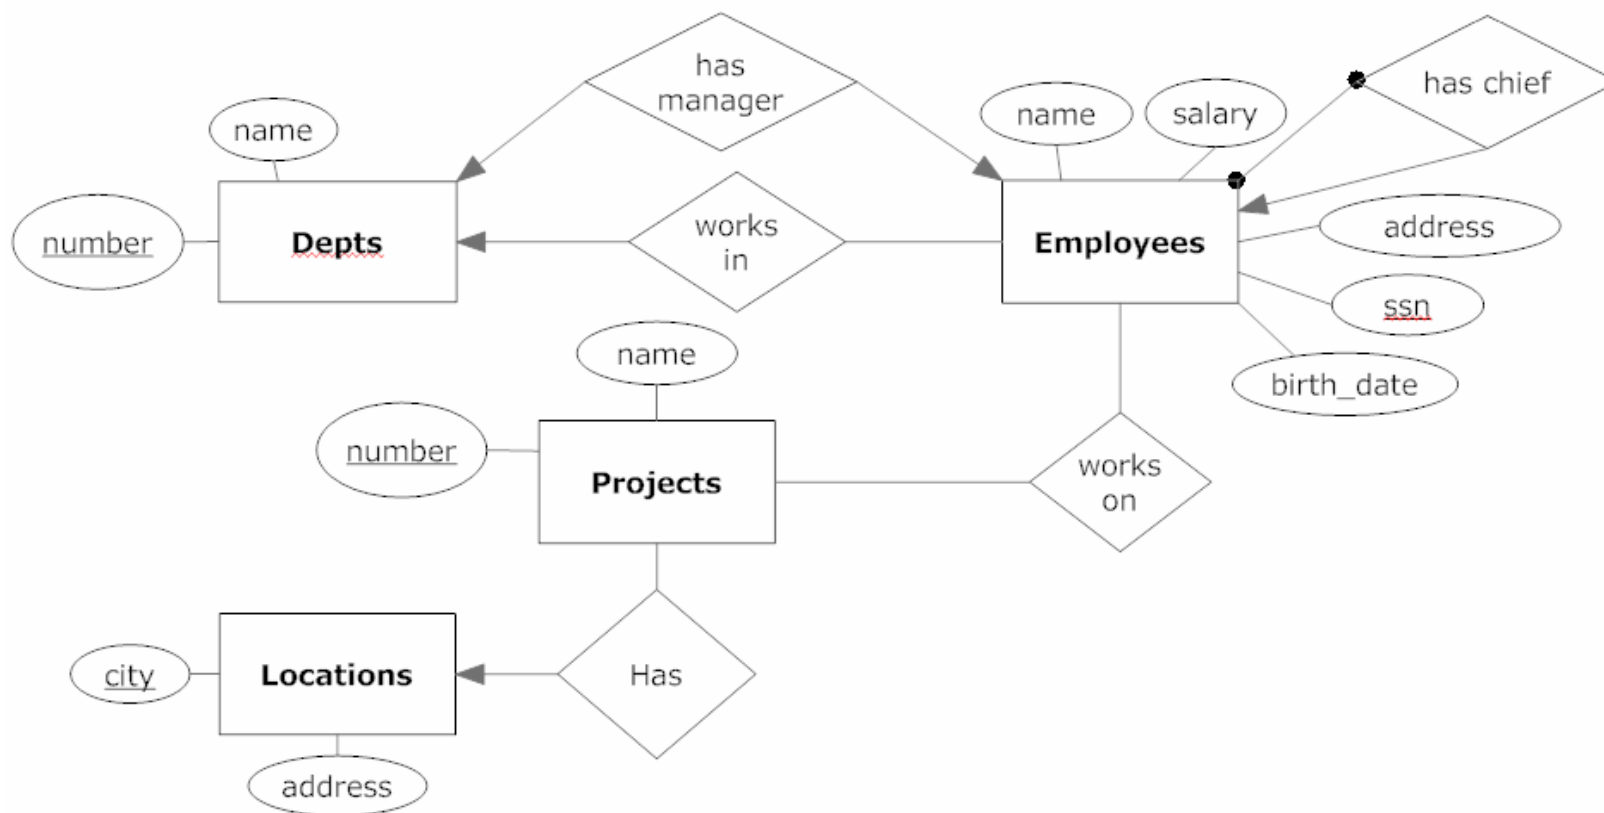 has
manager
has chief
name
salary
name
number
Depts
works
in
Employees
address
ssn
birth_date
name
number
Projects
works
on
city
Locations
Has
address